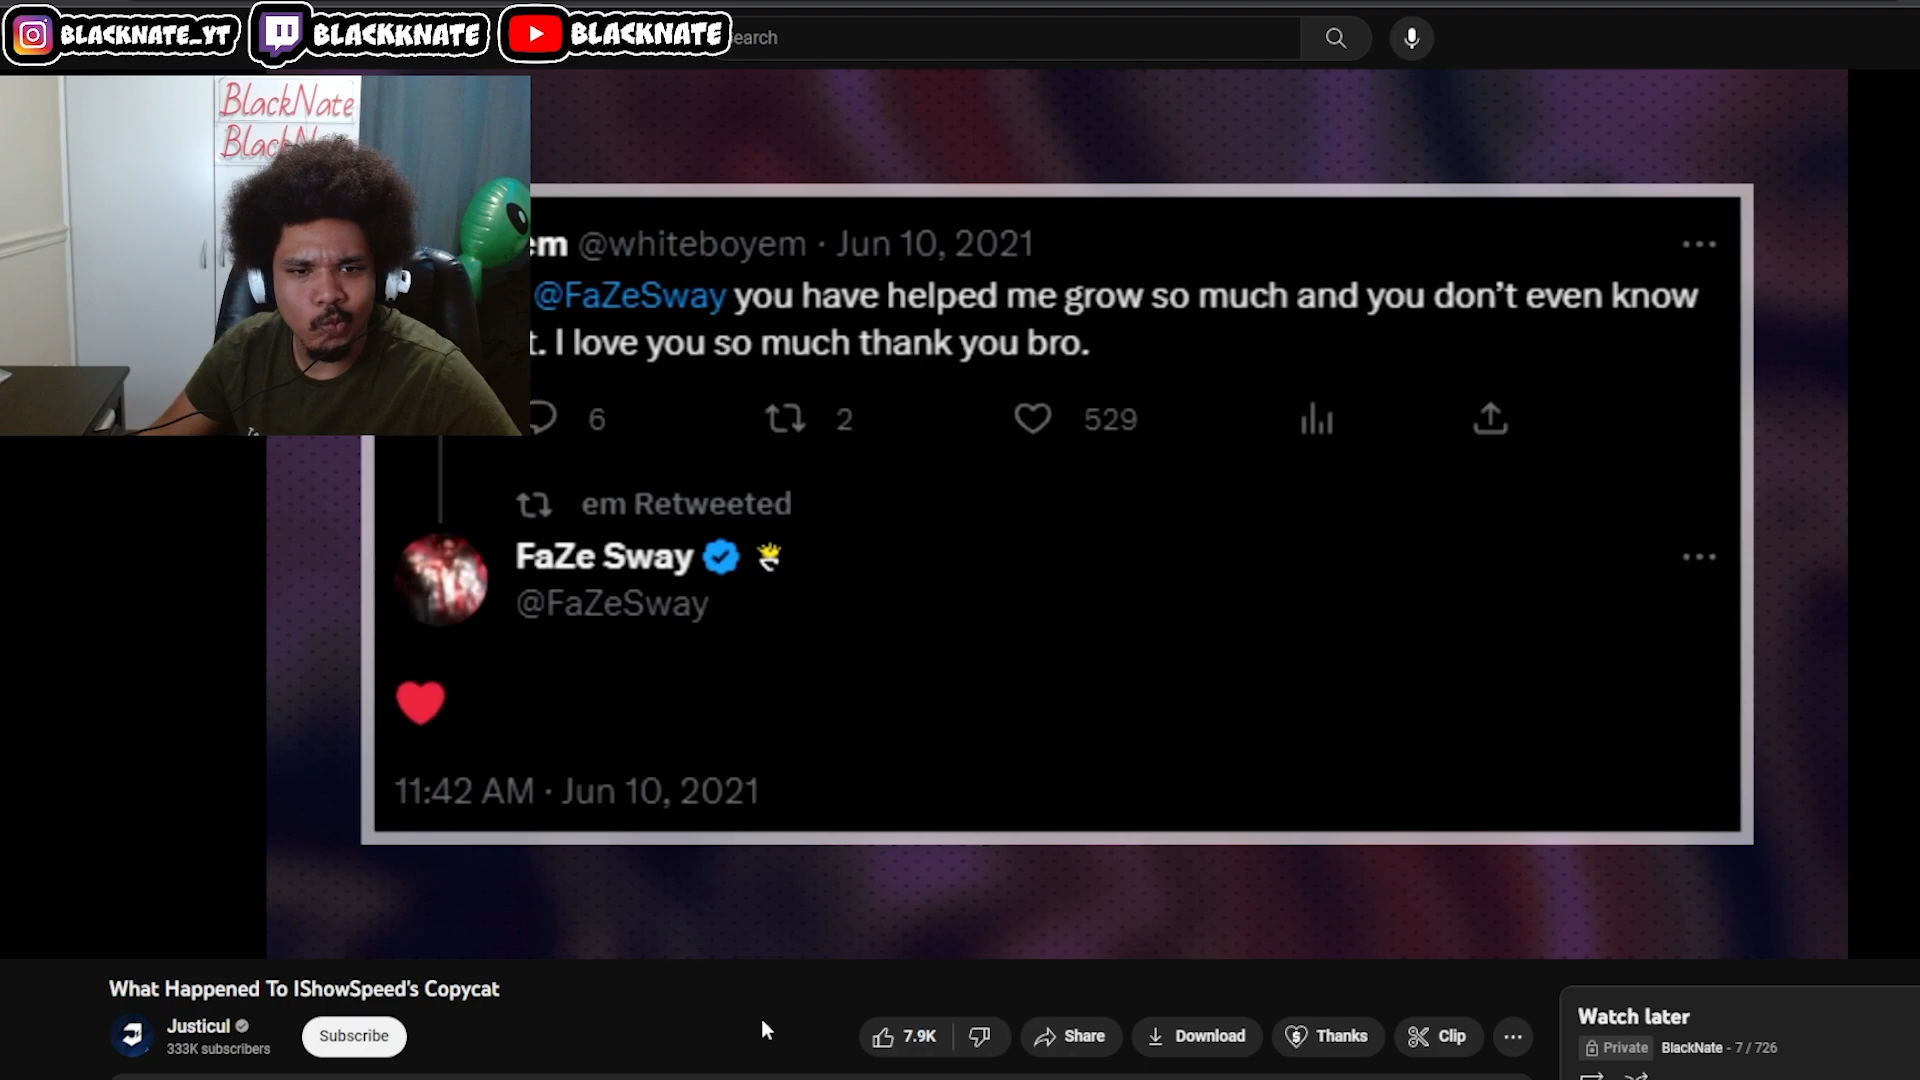 BLACKNATE_YT
BLACKKNATE
BLACKNATE
earch
BlackNate
em @whiteboyem · Jun 10, 2021
@FaZeSway you have helped me grow so much and you don't even know
t. I love you so much thank you bro.
6 2 529
em Retweeted
FaZe Sway
@FaZeSway
11:42 AM · Jun 10, 2021
What Happened To IShowSpeed's Copycat
Justicul
333K subscribers
Subscribe
7.9K
Share
Download
Thanks
Clip
Watch later
Private BlackNate - 7 / 726